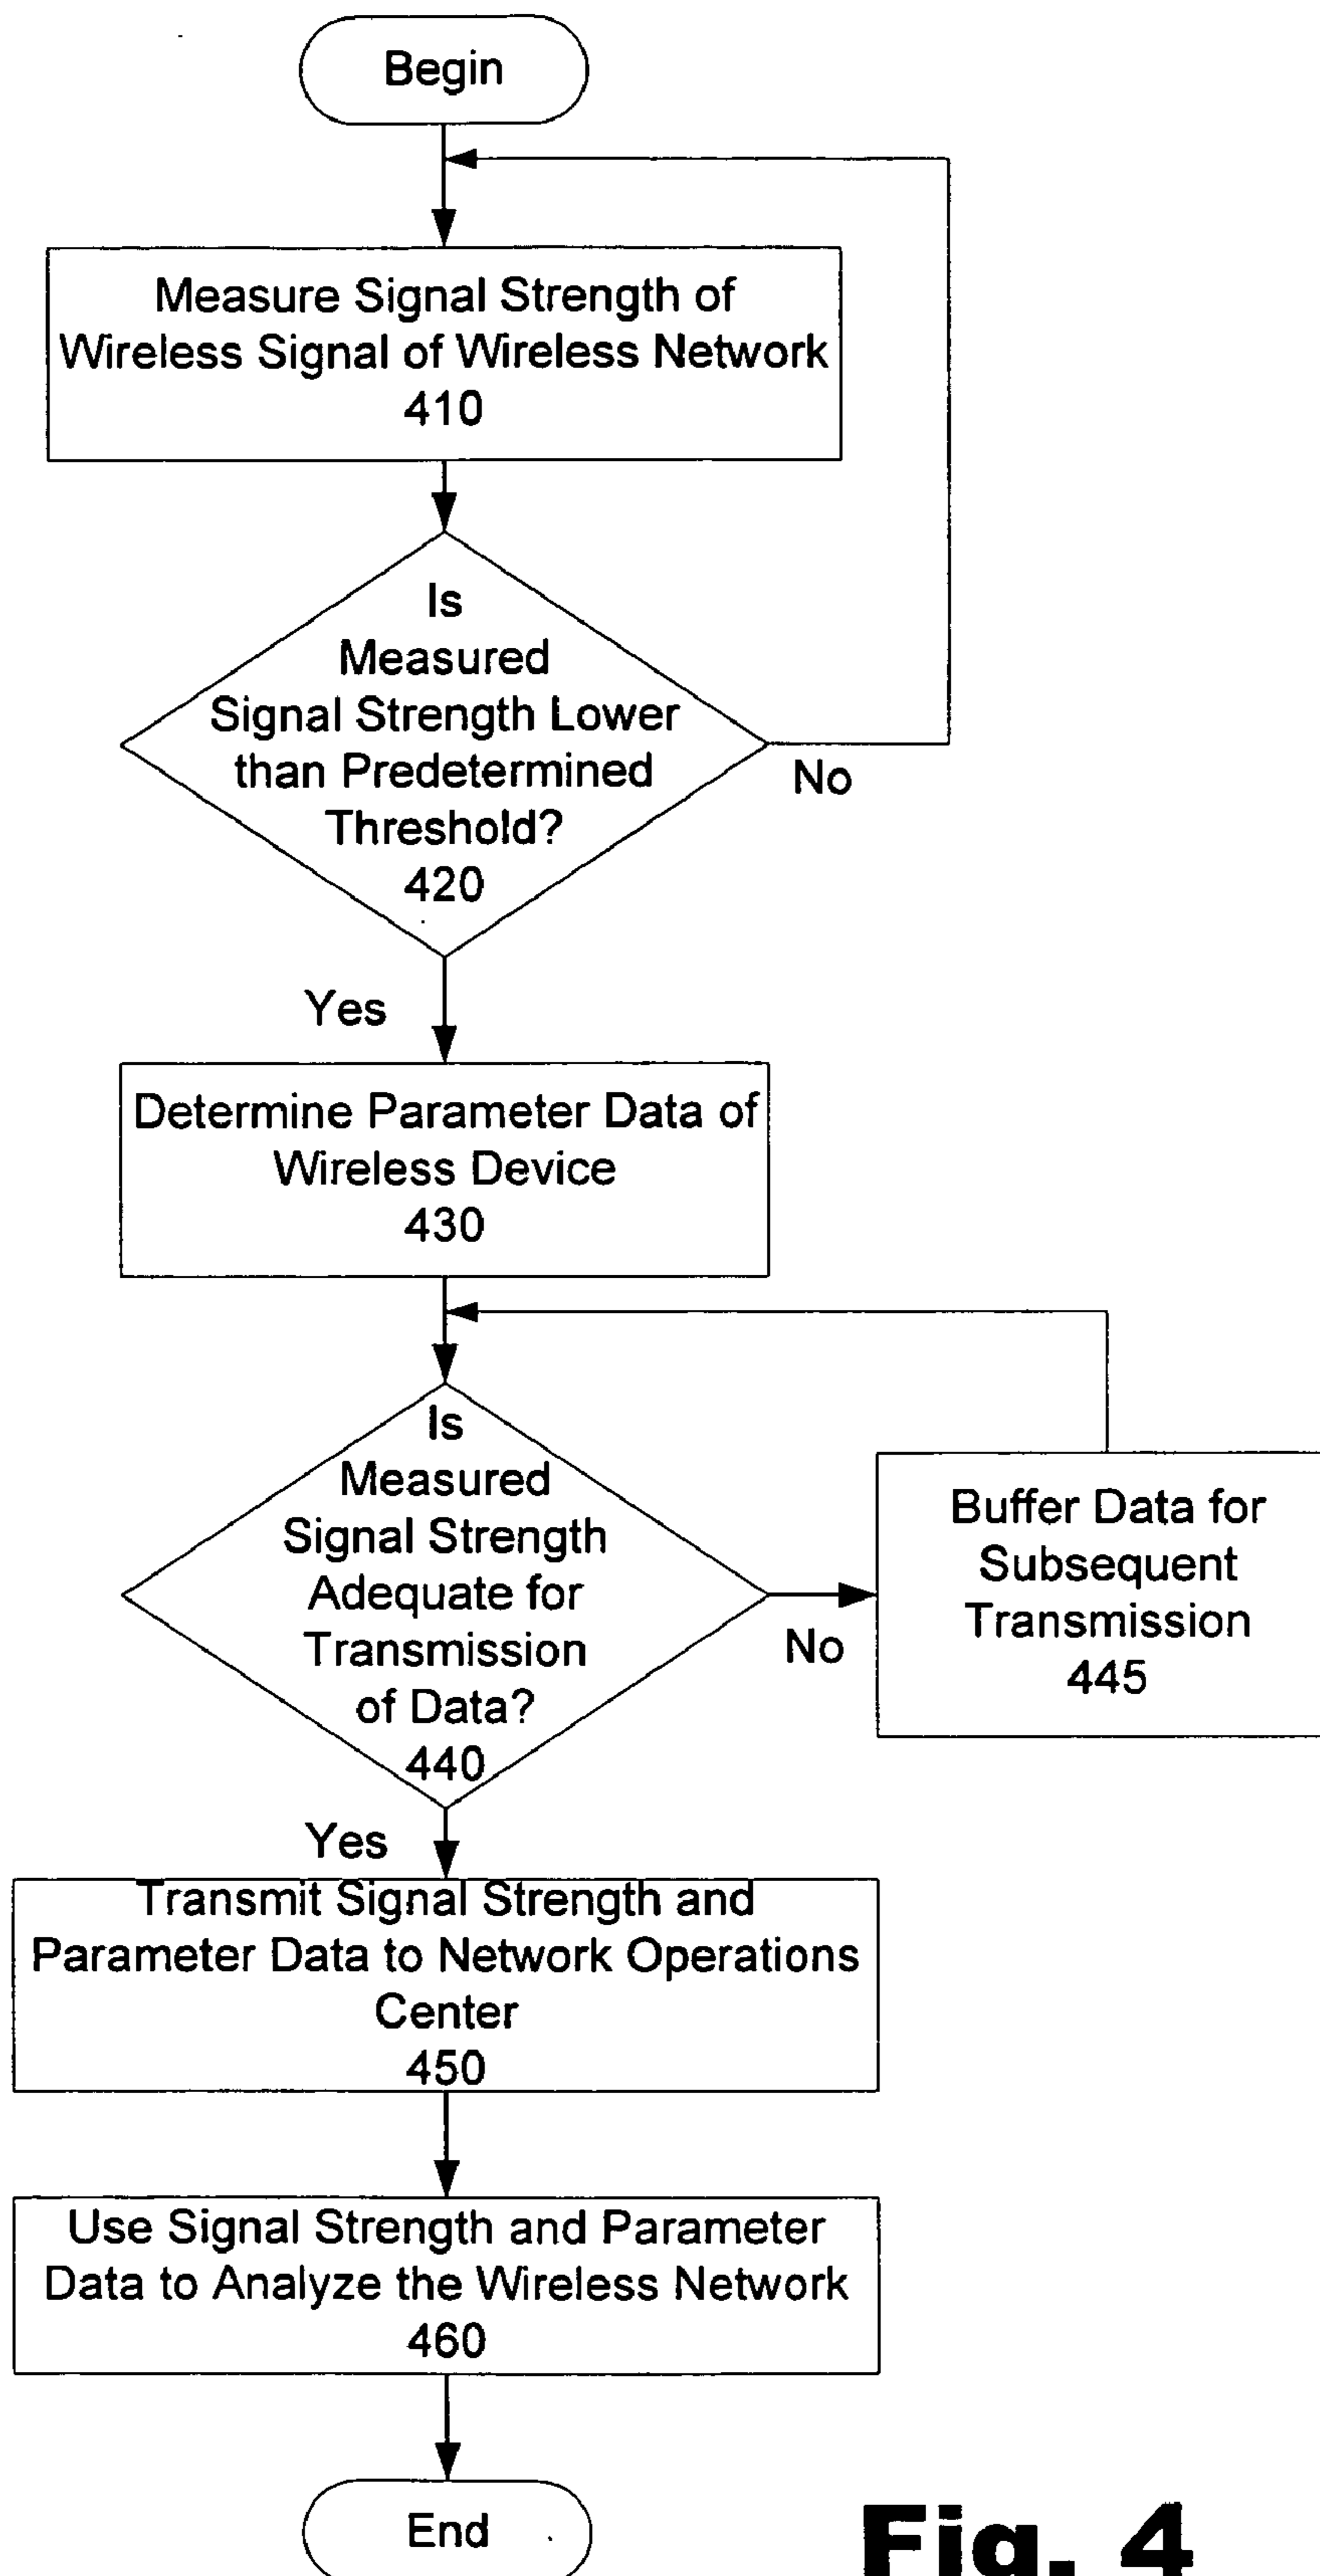 Begin
Measure Signal Strength of
Wireless Signal of Wireless Network
410
Is
Measured
Signal Strength Lower
than Predetermined
Threshold?
420
No
Yes
Determine Parameter Data of
Wireless Device
430
Is
Measured
Signal Strength
Adequate for
Transmission
of Data?
440
No
Buffer Data for
Subsequent
Transmission
445
Yes
Transmit Signal Strength and
Parameter Data to Network Operations
Center
450
Use Signal Strength and Parameter
Data to Analyze the Wireless Network
460
End
Fig. 4